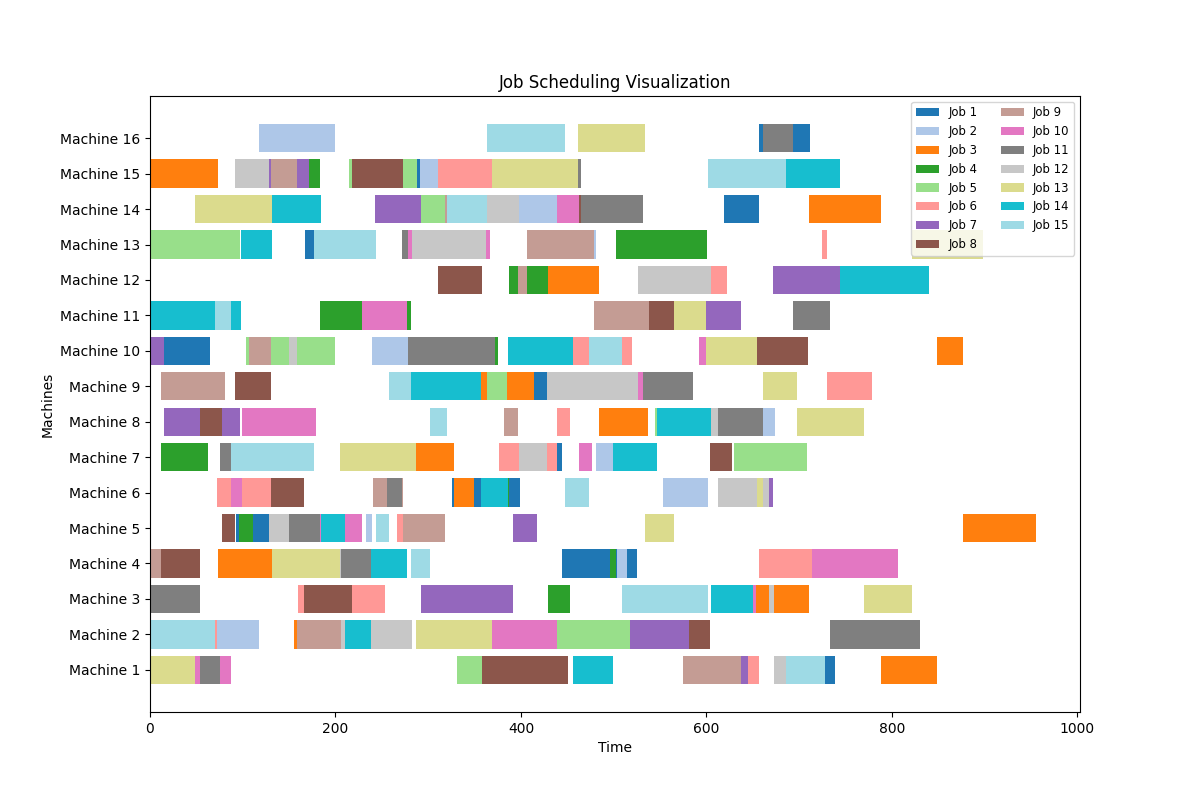 Job Scheduling Visualization
Machine 16
Machine 15
Machine 14
Machine 13
Machine 12
Machine 11
Machine 10
Machine 9
Machine 8
Machine 7
Machine 6
Machine 5
Machine 4
Machine 3
Machine 2
Machine 1
Machines
0 200 400 600 800 1000
Time
Job 1
Job 2
Job 3
Job 4
Job 5
Job 6
Job 7
Job 8
Job 9
Job 10
Job 11
Job 12
Job 13
Job 14
Job 15